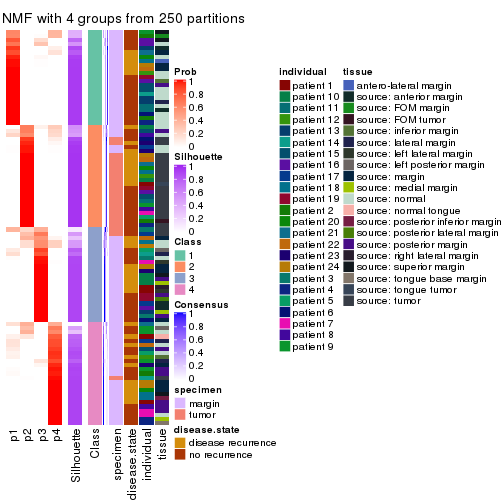 NMF with 4 groups from 250 partitions
Prob
1
0.8
0.6
0.4
0.2
0
Silhouette
1
0.8
0.6
0.4
0.2
0
Class
1
2
3
4
Consensus
1
0.8
0.6
0.4
0.2
0
specimen
margin
tumor
disease.state
disease recurrence
no recurrence
individual
patient 1
patient 10
patient 11
patient 12
patient 13
patient 14
patient 15
patient 16
patient 17
patient 18
patient 19
patient 2
patient 20
patient 21
patient 22
patient 23
patient 24
patient 3
patient 4
patient 5
patient 6
patient 7
patient 8
patient 9
tissue
antero-lateral margin
source: anterior margin
source: FOM margin
source: FOM tumor
source: inferior margin
source: lateral margin
source: left lateral margin
source: left posterior margin
source: margin
source: medial margin
source: normal
source: normal tongue
source: posterior inferior margin
source: posterior lateral margin
source: posterior margin
source: right lateral margin
source: superior margin
source: tongue base margin
source: tongue tumor
source: tumor
p1
p2
p3
p4
Silhouette
Class
specimen
disease.state
individual
tissue